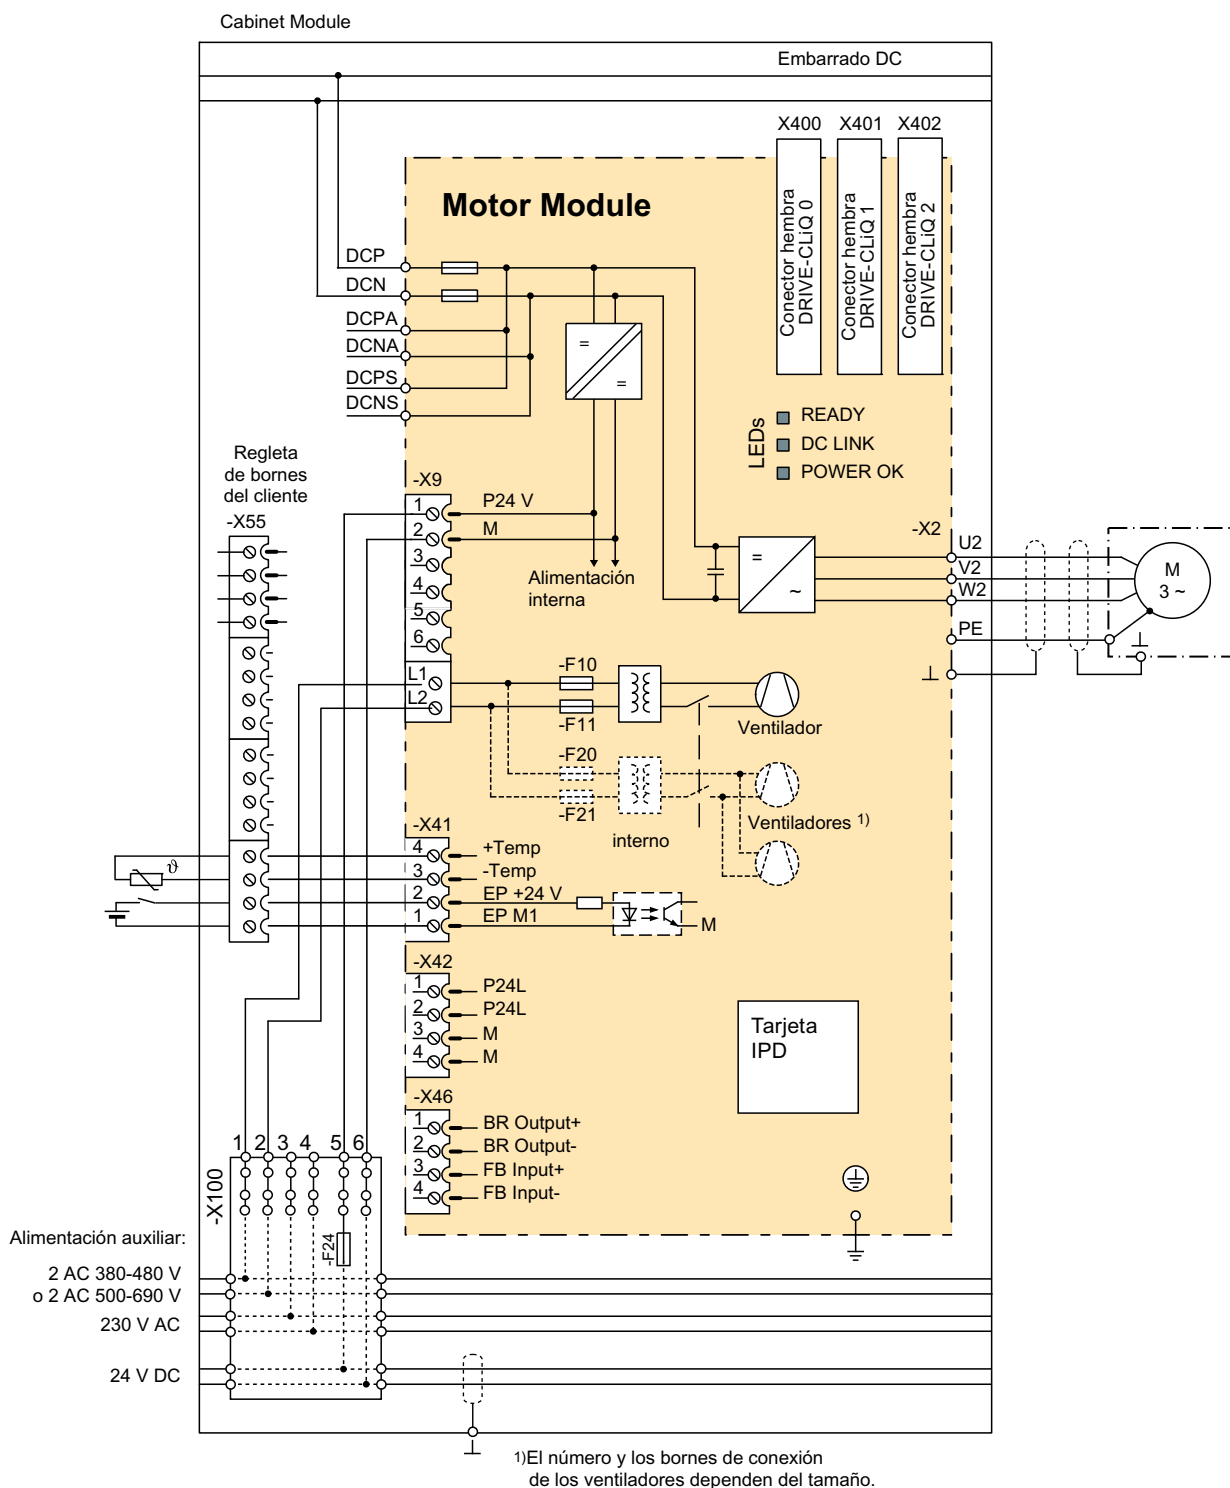 Cabinet Module
Embarrado DC
X400
X401
X402
Conector hembra
DRIVE-CLiQ 0
Conector hembra
DRIVE-CLiQ 1
Conector hembra
DRIVE-CLiQ 2
Motor Module
DCP
DCN
DCPA
DCNA
DCPS
DCNS
=
=
LEDs
READY
DC LINK
POWER OK
Regleta
de bornes
del cliente
-X55
-X9
1
P24 V
2
M
3
4
5
6
Alimentación
interna
=
~
-X2
U2
V2
W2
PE
M
3 ~
L1
L2
-F10
-F11
Ventilador
-F20
-F21
interno
Ventiladores 1)
-X41
4
+Temp
3
-Temp
2
EP +24 V
1
EP M1
M
ϑ
-X42
1
P24L
2
P24L
3
M
4
M
Tarjeta
IPD
-X46
1
BR Output+
2
BR Output-
3
FB Input+
4
FB Input-
1 2 3 4 5 6
-X100
-F24
Alimentación auxiliar:
2 AC 380-480 V
o 2 AC 500-690 V
230 V AC
24 V DC
1)El número y los bornes de conexión
de los ventiladores dependen del tamaño.